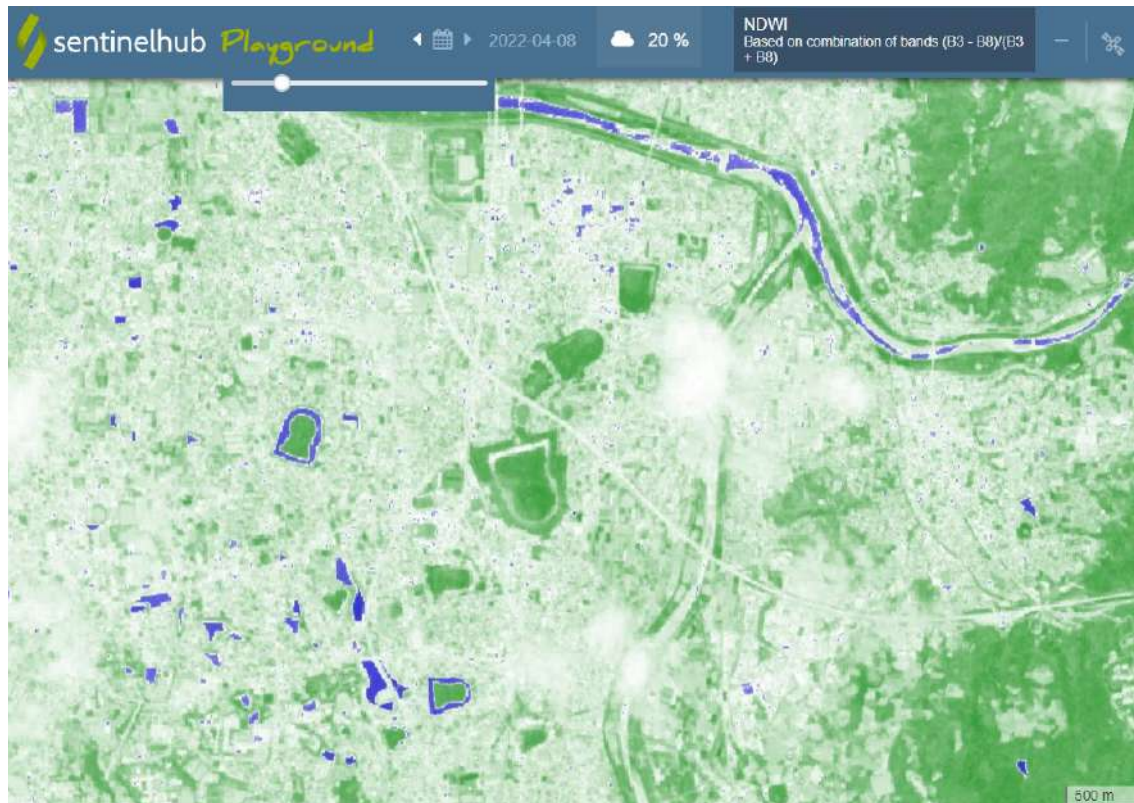 sentinelhub Playground
2022-04-08
20 %
NDWI
Based on combination of bands (B3 - B8)/(B3
+ B8)
500 m